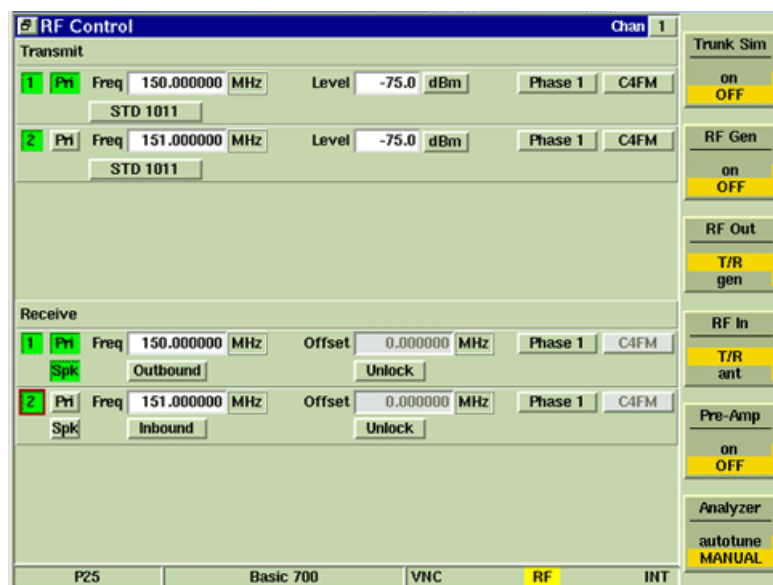 RF Control Chan 1
Transmit
1 Pri Freq 150.000000 MHz Level -75.0 dBm Phase 1 C4FM
STD 1011
2 Pri Freq 151.000000 MHz Level -75.0 dBm Phase 1 C4FM
STD 1011
Receive
1 Pri Freq 150.000000 MHz Offset 0.000000 MHz Phase 1 C4FM
Spk Outbound Unlock
2 Pri Freq 151.000000 MHz Offset 0.000000 MHz Phase 1 C4FM
Spk Inbound Unlock
Trunk Sim
on
OFF
RF Gen
on
OFF
RF Out
T/R
gen
RF In
T/R
ant
Pre-Amp
on
OFF
Analyzer
autotune
MANUAL
P25 Basic 700 VNC RF INT